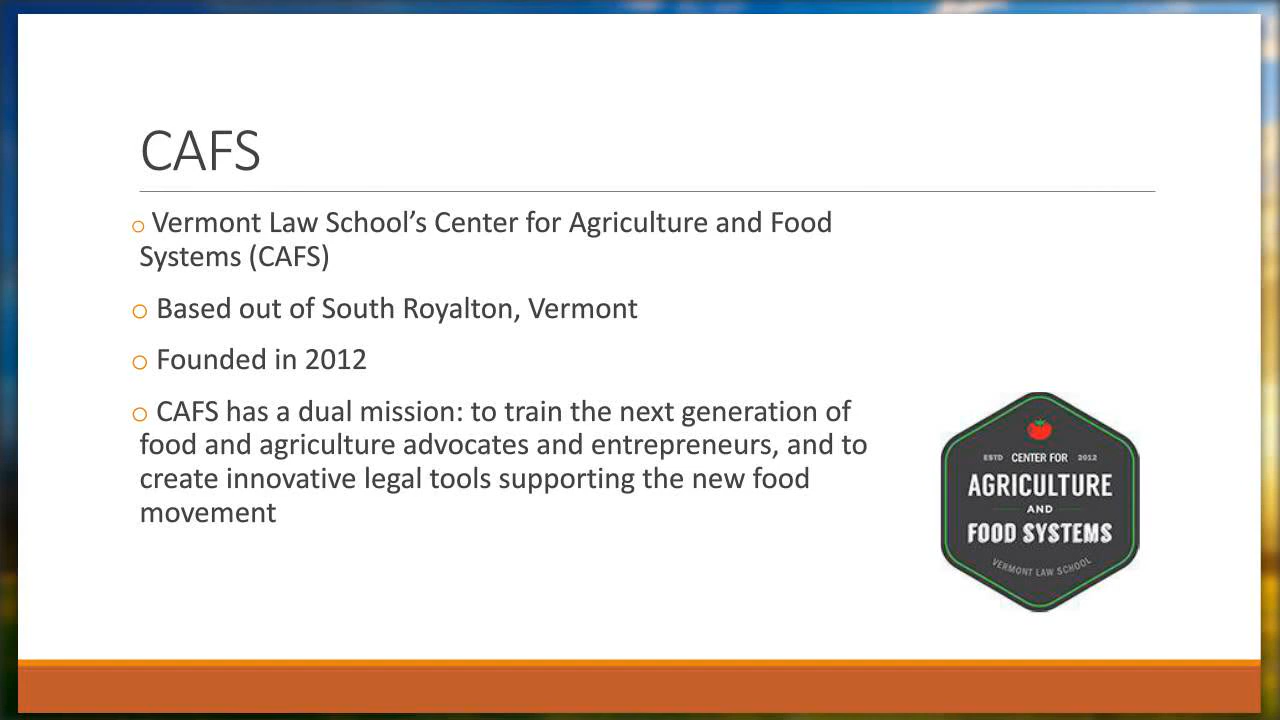 CAFS
o Vermont Law School’s Center for Agriculture and Food
Systems (CAFS)
o Based out of South Royalton, Vermont
o Founded in 2012
o CAFS has a dual mission: to train the next generation of
food and agriculture advocates and entrepreneurs, and to
create innovative legal tools supporting the new food
movement
ESTD CENTER FOR 2012
AGRICULTURE
AND
FOOD SYSTEMS
VERMONT LAW SCHOOL